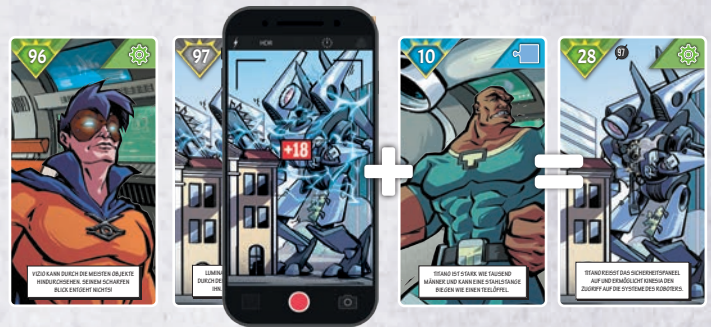 96
VIZIO KANN DURCH DIE MEISTEN OBJEKTE
HINDURCHSEHEN. SEINEM SCHARFEN
BLICK ENTGEHT NICHTS!
97
LUMINA
DURCH DE
IHN.
HDR
+18
+
10
TITANO IST STARK WIE TAUSEND
MÄNNER UND KANN EINE STAHLSTANGE
BIEGEN WIE EINEN TEELÖFFEL.
=
28
97
TITANO REISST DAS SICHERHEITSPANEEL
AUF UND ERMÖGLICHT KINESIA DEN
ZUGRIFF AUF DIE SYSTEME DES ROBOTERS.